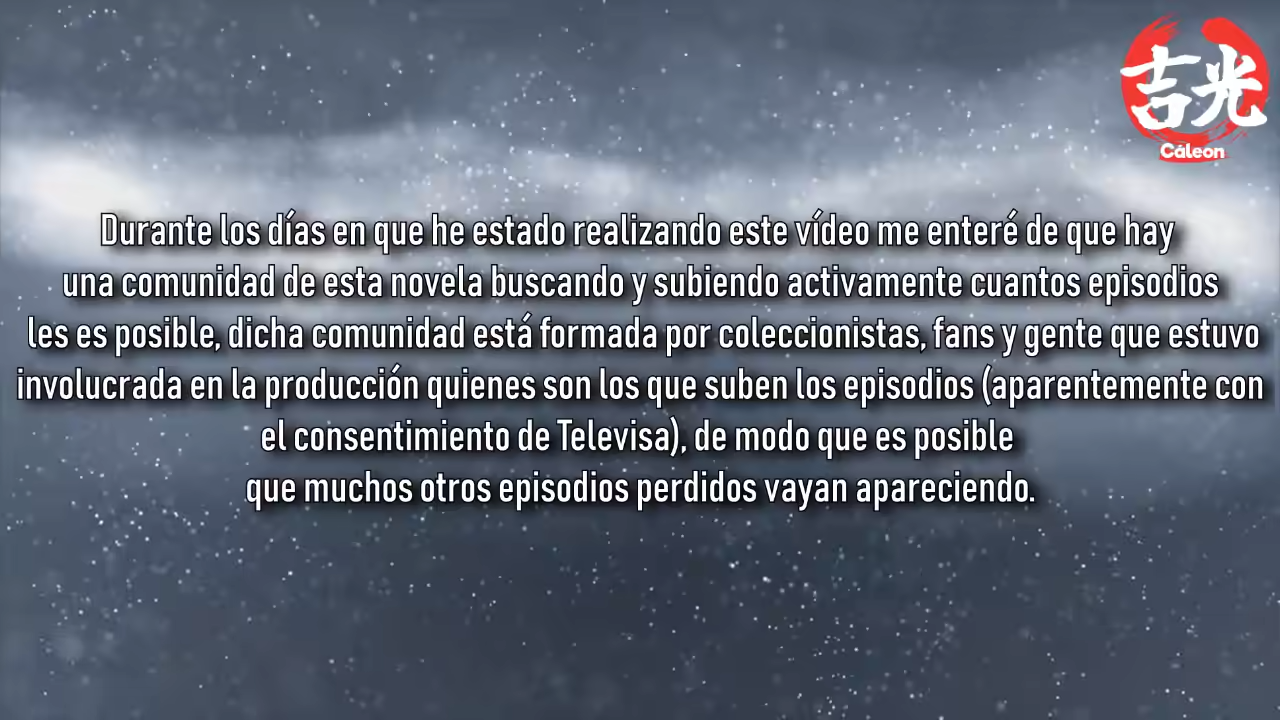 吉光
Cáleon
Durante los días en que he estado realizando este vídeo me enteré de que hay
una comunidad de esta novela buscando y subiendo activamente cuantos episodios
les es posible, dicha comunidad está formada por coleccionistas, fans y gente que estuvo
involucrada en la producción quienes son los que suben los episodios (aparentemente con
el consentimiento de Televisa), de modo que es posible
que muchos otros episodios perdidos vayan apareciendo.